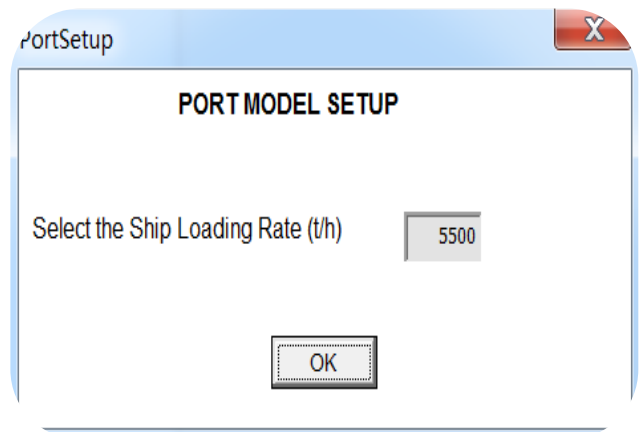 PortSetup
X
PORT MODEL SETUP
Select the Ship Loading Rate (t/h) 5500
OK